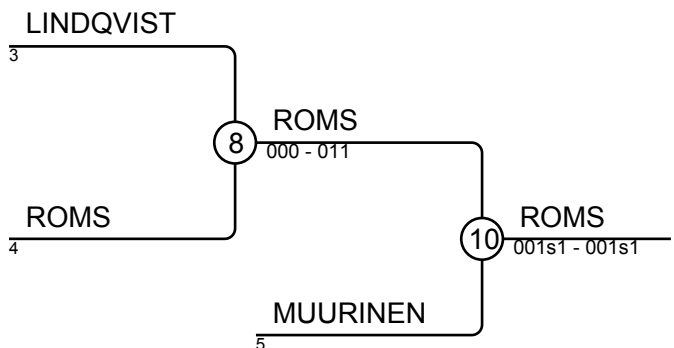 LINDQVIST
3
ROMS
8
000 - 011
ROMS
4
ROMS
10
001s1 - 001s1
MUURINEN
5